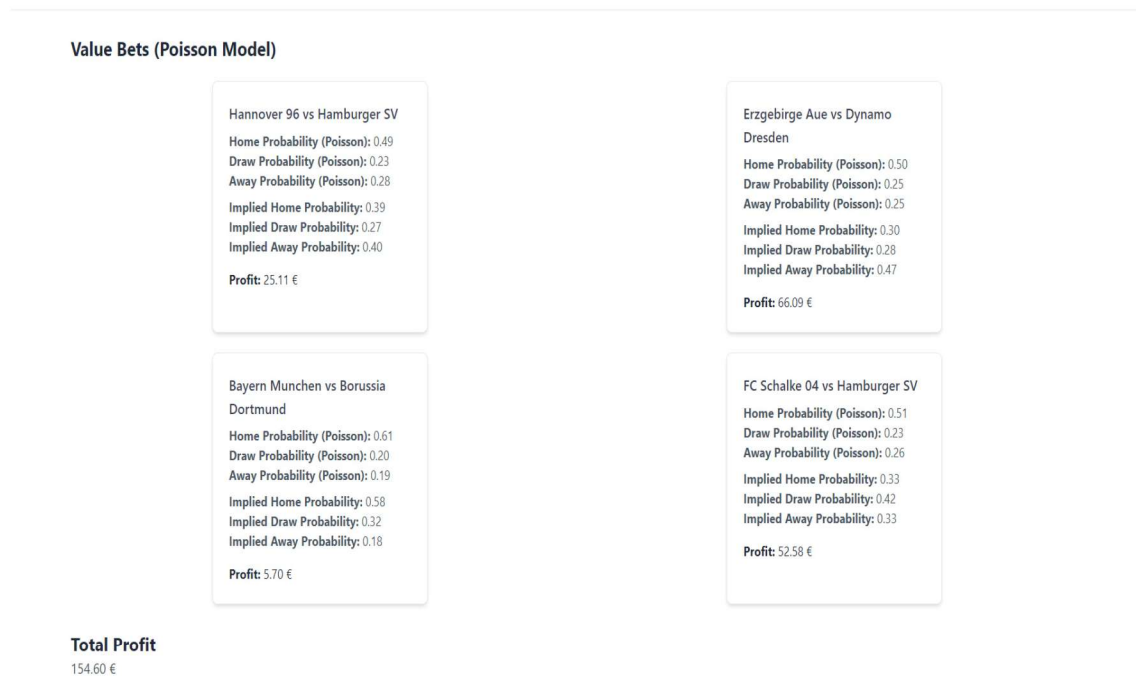 Value Bets (Poisson Model)
Hannover 96 vs Hamburger SV
Home Probability (Poisson): 0.49
Draw Probability (Poisson): 0.23
Away Probability (Poisson): 0.28
Implied Home Probability: 0.39
Implied Draw Probability: 0.27
Implied Away Probability: 0.40
Profit: 25.11 €
Erzgebirge Aue vs Dynamo
Dresden
Home Probability (Poisson): 0.50
Draw Probability (Poisson): 0.25
Away Probability (Poisson): 0.25
Implied Home Probability: 0.30
Implied Draw Probability: 0.28
Implied Away Probability: 0.47
Profit: 66.09 €
Bayern Munchen vs Borussia
Dortmund
Home Probability (Poisson): 0.61
Draw Probability (Poisson): 0.20
Away Probability (Poisson): 0.19
Implied Home Probability: 0.58
Implied Draw Probability: 0.32
Implied Away Probability: 0.18
Profit: 5.70 €
FC Schalke 04 vs Hamburger SV
Home Probability (Poisson): 0.51
Draw Probability (Poisson): 0.23
Away Probability (Poisson): 0.26
Implied Home Probability: 0.33
Implied Draw Probability: 0.42
Implied Away Probability: 0.33
Profit: 52.58 €
Total Profit
154.60 €